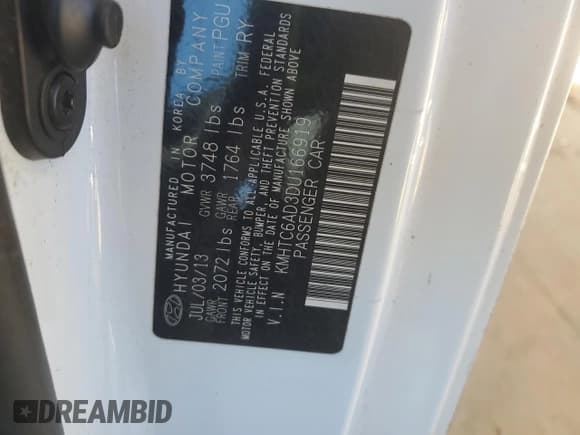 MANUFACTURED IN KOREA BY
HYUNDAI MOTOR COMPANY
JUL/03/13 GVWR 3748 lbs PAINT PGU
GAWR FRONT 2072 lbs GAWR REAR 1764 lbs TRIM RY
THIS VEHICLE CONFORMS TO ALL APPLICABLE U.S.A. FEDERAL
MOTOR VEHICLE SAFETY, BUMPER, AND THEFT PREVENTION STANDARDS
IN EFFECT ON THE DATE OF MANUFACTURE SHOWN ABOVE
V.I.N KMHTC6AD3DU166919
PASSENGER CAR
DREAMBID